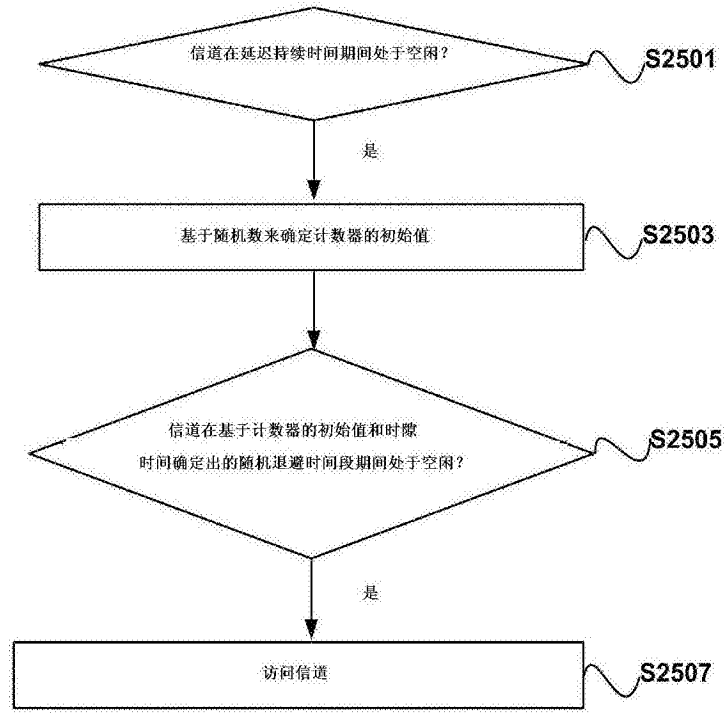 信道在延迟持续时间期间处于空闲？
S2501
是
基于随机数来确定计数器的初始值
S2503
信道在基于计数器的初始值和时隙
时间确定出的随机退避时间段期间处于空闲？
S2505
是
访问信道
S2507